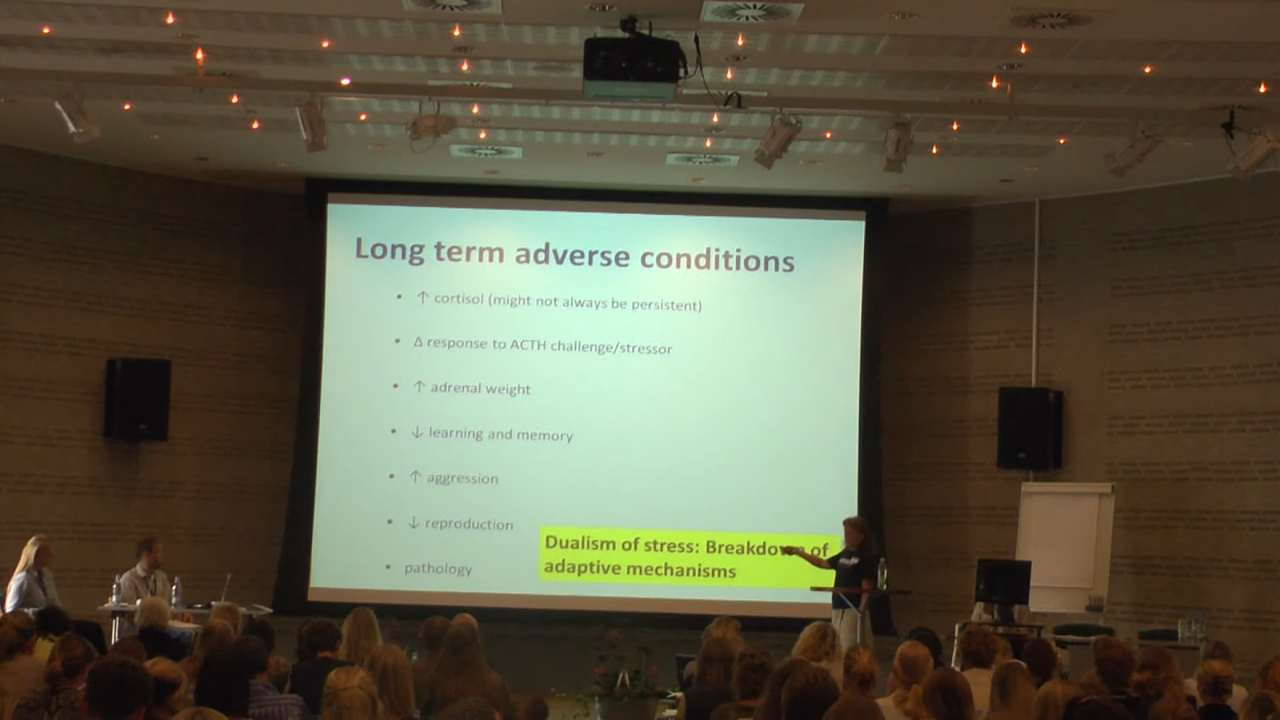 Long term adverse conditions
• ↑ cortisol (might not always be persistent)
• Δ response to ACTH challenge/stressor
• ↑ adrenal weight
• ↓ learning and memory
• ↑ aggression
• ↓ reproduction
• pathology
Dualism of stress: Breakdown of
adaptive mechanisms